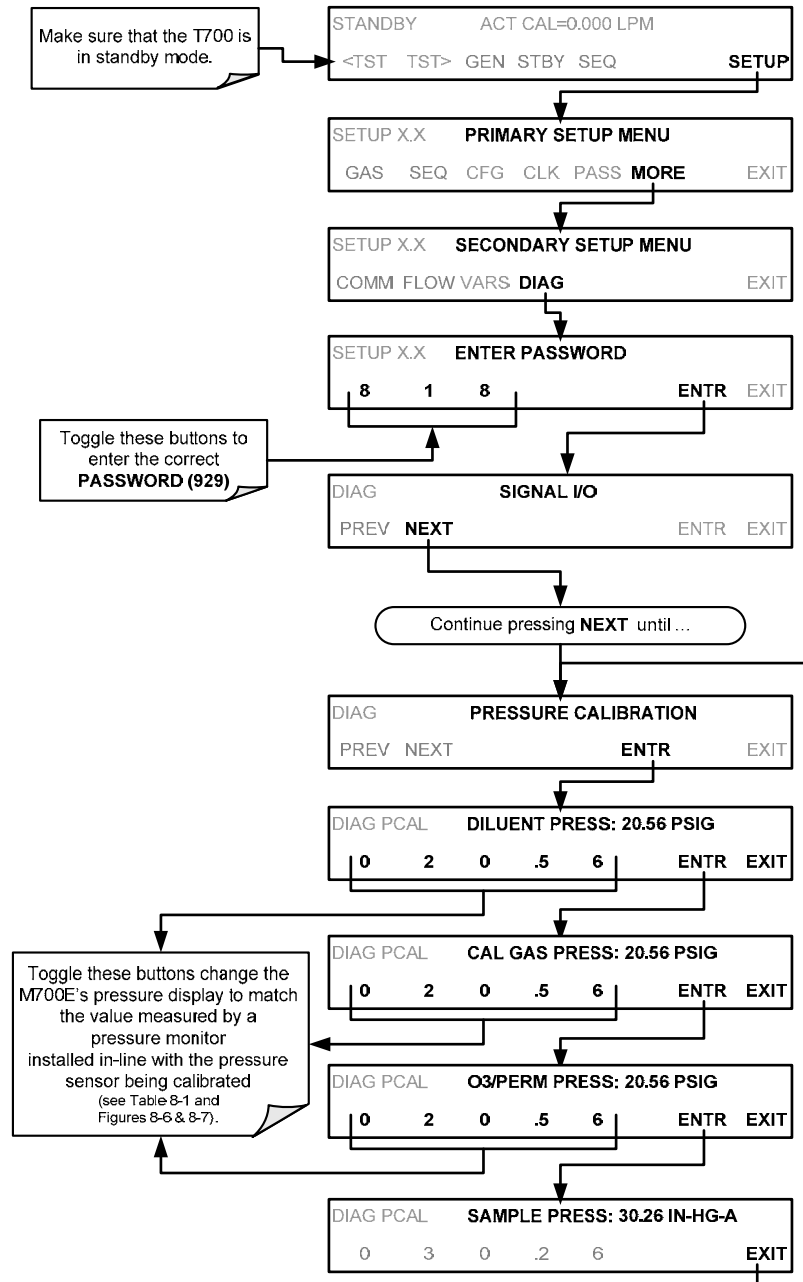 Make sure that the T700 is
in standby mode.
STANDBY ACT CAL=0.000 LPM
<TST TST> GEN STBY SEQ SETUP
SETUP X.X PRIMARY SETUP MENU
GAS SEQ CFG CLK PASS MORE EXIT
SETUP X.X SECONDARY SETUP MENU
COMM FLOW VARS DIAG EXIT
SETUP X.X ENTER PASSWORD
8 1 8 ENTR EXIT
Toggle these buttons to
enter the correct
PASSWORD (929)
DIAG SIGNAL I/O
PREV NEXT ENTR EXIT
Continue pressing NEXT until ...
DIAG PRESSURE CALIBRATION
PREV NEXT ENTR EXIT
DIAG PCAL DILUENT PRESS: 20.56 PSIG
0 2 0 .5 6 ENTR EXIT
Toggle these buttons change the
M700E's pressure display to match
the value measured by a
pressure monitor
installed in-line with the pressure
sensor being calibrated
(see Table 8-1 and
Figures 8-6 & 8-7).
DIAG PCAL CAL GAS PRESS: 20.56 PSIG
0 2 0 .5 6 ENTR EXIT
DIAG PCAL O3/PERM PRESS: 20.56 PSIG
0 2 0 .5 6 ENTR EXIT
DIAG PCAL SAMPLE PRESS: 30.26 IN-HG-A
0 3 0 .2 6 EXIT